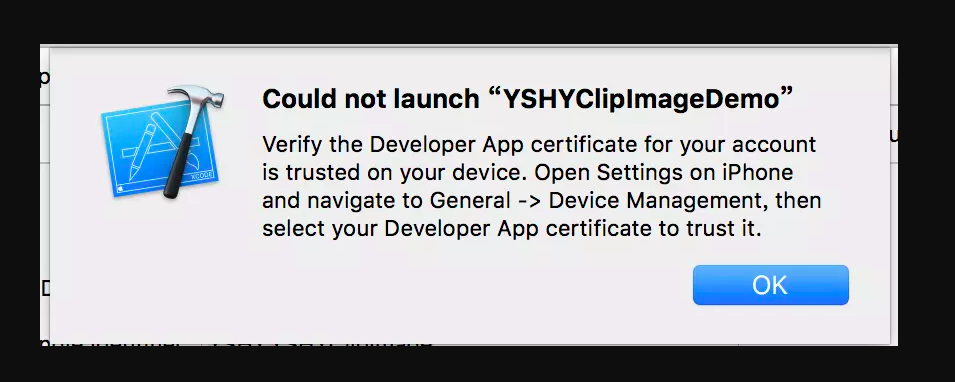 Could not launch “YSHYClipImageDemo”
Verify the Developer App certificate for your account
is trusted on your device. Open Settings on iPhone
and navigate to General -> Device Management, then
select your Developer App certificate to trust it.
XCODE
OK